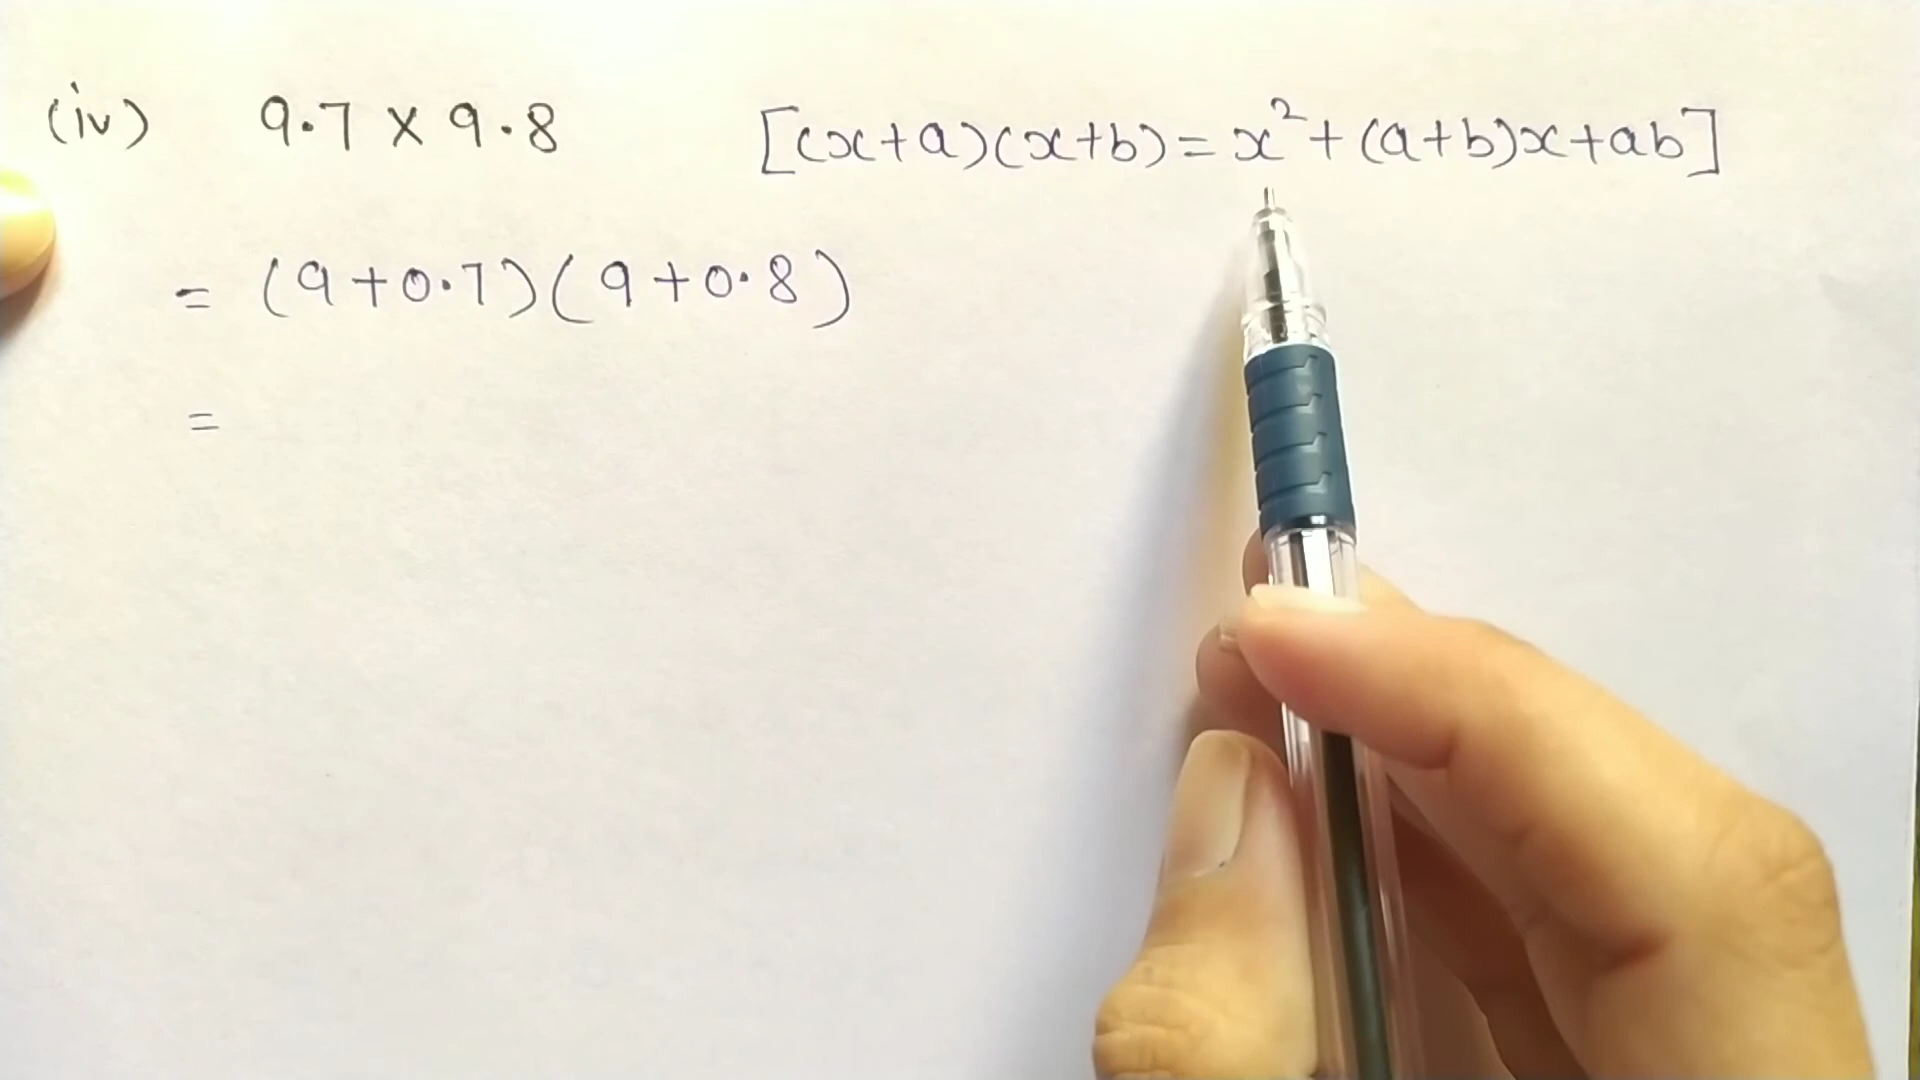 (iv) 9.7 × 9.8 [(x+a)(x+b)=x²+(a+b)x+ab]
= (9+0.7)(9+0.8)
=